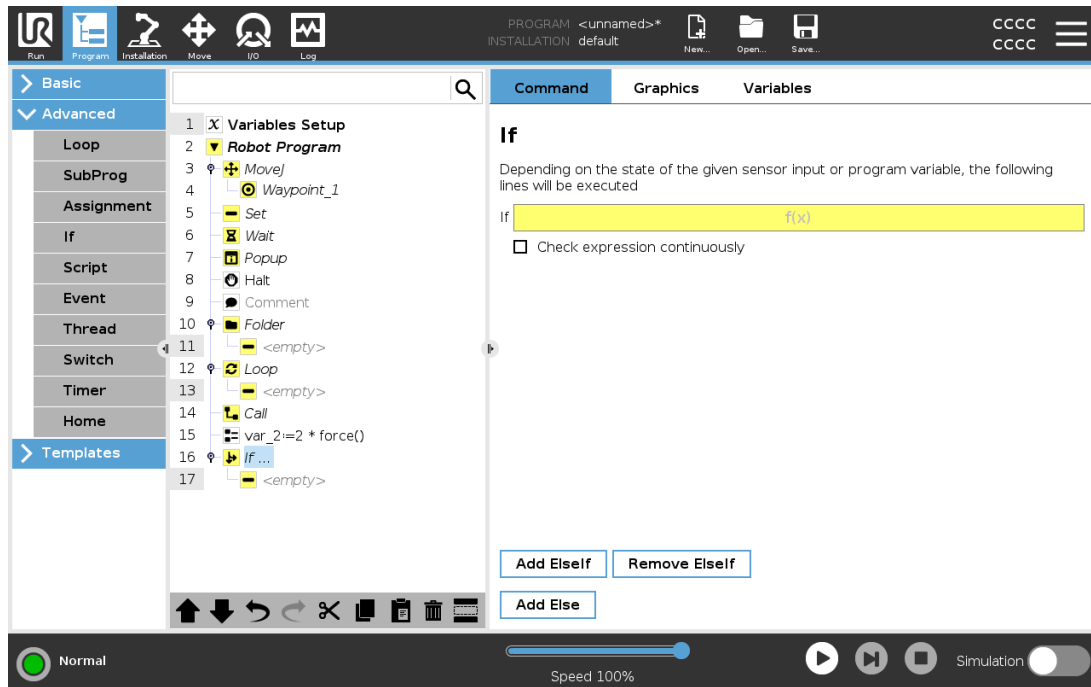 PROGRAM <unnamed>*
INSTALLATION default
CCCC
CCCC
Run Program Installation Move I/O Log New... Open... Save...
Basic
Advanced
Loop
SubProg
Assignment
If
Script
Event
Thread
Switch
Timer
Home
Templates
1 X Variables Setup
2 Robot Program
3 MoveJ
4 Waypoint_1
5 Set
6 Wait
7 Popup
8 Halt
9 Comment
10 Folder
11 <empty>
12 Loop
13 <empty>
14 Call
15 var_2:=2 * force()
16 If ...
17 <empty>
Command Graphics Variables
If
Depending on the state of the given sensor input or program variable, the following
lines will be executed
If f(x)
Check expression continuously
Add ElseIf Remove ElseIf
Add Else
Normal
Speed 100%
Simulation